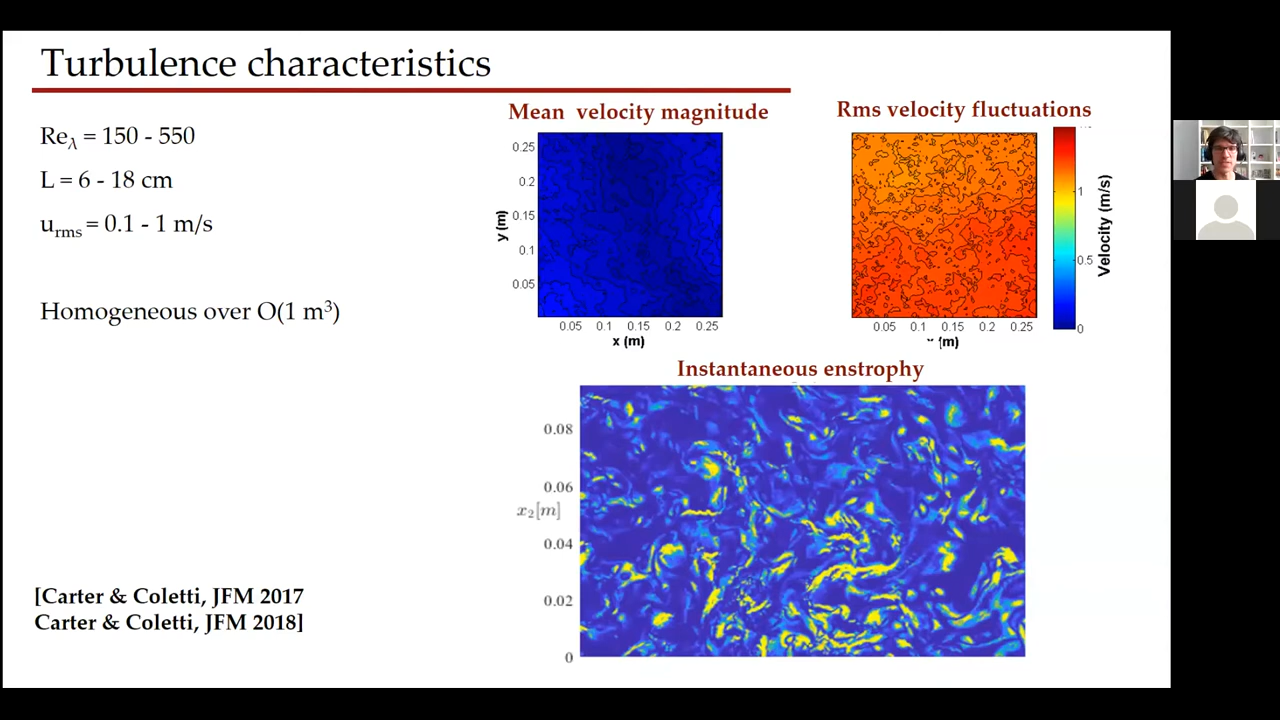 Turbulence characteristics
Reλ = 150 - 550
L = 6 - 18 cm
urms = 0.1 - 1 m/s
Homogeneous over O(1 m³)
[Carter & Coletti, JFM 2017
Carter & Coletti, JFM 2018]
Mean velocity magnitude
0.25
0.2
0.15
0.1
0.05
y (m)
0.05 0.1 0.15 0.2 0.25
x (m)
Rms velocity fluctuations
0.05 0.1 0.15 0.2 0.25
(m)
1
0.5
0
Velocity (m/s)
Instantaneous enstrophy
0.08
0.06
x₂[m]
0.04
0.02
0